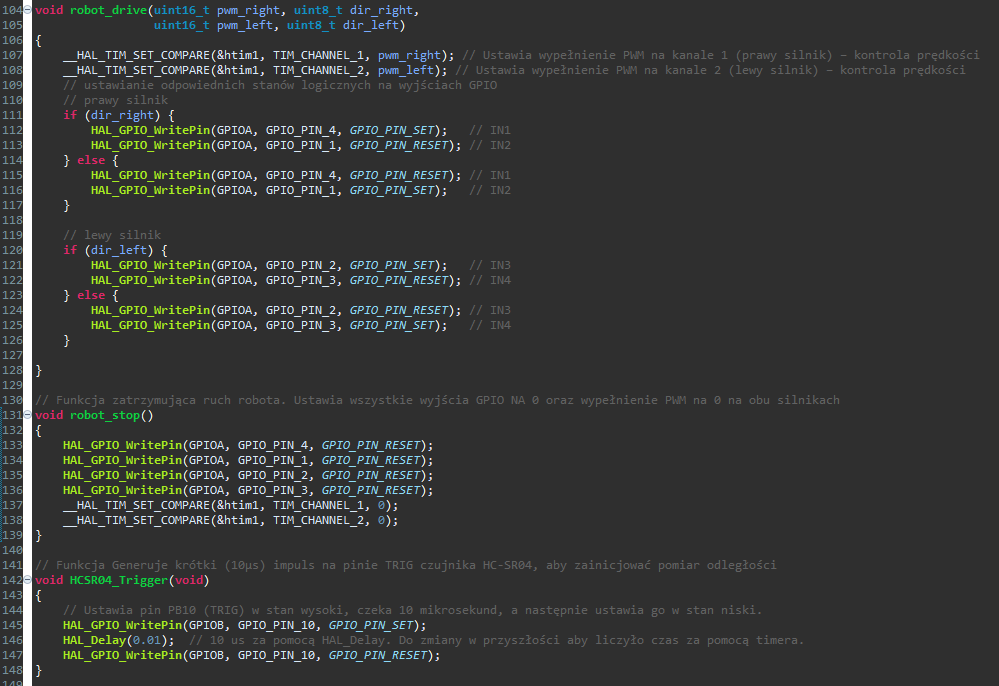 104 void robot_drive(uint16_t pwm_right, uint8_t dir_right,
105                  uint16_t pwm_left, uint8_t dir_left)
106 {
107     __HAL_TIM_SET_COMPARE(&htim1, TIM_CHANNEL_1, pwm_right); // Ustawia wypełnienie PWM na kanale 1 (prawy silnik) – kontrola prędkości
108     __HAL_TIM_SET_COMPARE(&htim1, TIM_CHANNEL_2, pwm_left); // Ustawia wypełnienie PWM na kanale 2 (lewy silnik) – kontrola prędkości
109     // ustawianie odpowiednich stanów logicznych na wyjściach GPIO
110     // prawy silnik
111     if (dir_right) {
112         HAL_GPIO_WritePin(GPIOA, GPIO_PIN_4, GPIO_PIN_SET);   // IN1
113         HAL_GPIO_WritePin(GPIOA, GPIO_PIN_1, GPIO_PIN_RESET); // IN2
114     } else {
115         HAL_GPIO_WritePin(GPIOA, GPIO_PIN_4, GPIO_PIN_RESET); // IN1
116         HAL_GPIO_WritePin(GPIOA, GPIO_PIN_1, GPIO_PIN_SET);   // IN2
117     }
118
119     // lewy silnik
120     if (dir_left) {
121         HAL_GPIO_WritePin(GPIOA, GPIO_PIN_2, GPIO_PIN_SET);   // IN3
122         HAL_GPIO_WritePin(GPIOA, GPIO_PIN_3, GPIO_PIN_RESET); // IN4
123     } else {
124         HAL_GPIO_WritePin(GPIOA, GPIO_PIN_2, GPIO_PIN_RESET); // IN3
125         HAL_GPIO_WritePin(GPIOA, GPIO_PIN_3, GPIO_PIN_SET);   // IN4
126     }
127
128 }
129
130 // Funkcja zatrzymująca ruch robota. Ustawia wszystkie wyjścia GPIO NA 0 oraz wypełnienie PWM na 0 na obu silnikach
131 void robot_stop()
132 {
133     HAL_GPIO_WritePin(GPIOA, GPIO_PIN_4, GPIO_PIN_RESET);
134     HAL_GPIO_WritePin(GPIOA, GPIO_PIN_1, GPIO_PIN_RESET);
135     HAL_GPIO_WritePin(GPIOA, GPIO_PIN_2, GPIO_PIN_RESET);
136     HAL_GPIO_WritePin(GPIOA, GPIO_PIN_3, GPIO_PIN_RESET);
137     __HAL_TIM_SET_COMPARE(&htim1, TIM_CHANNEL_1, 0);
138     __HAL_TIM_SET_COMPARE(&htim1, TIM_CHANNEL_2, 0);
139 }
140
141 // Funkcja Generuje krótki (10µs) impuls na pinie TRIG czujnika HC-SR04, aby zainicjować pomiar odległości
142 void HCSR04_Trigger(void)
143 {
144     // Ustawia pin PB10 (TRIG) w stan wysoki, czeka 10 mikrosekund, a następnie ustawia go w stan niski.
145     HAL_GPIO_WritePin(GPIOB, GPIO_PIN_10, GPIO_PIN_SET);
146     HAL_Delay(0.01);  // 10 us za pomocą HAL_Delay. Do zmiany w przyszłości aby liczyło czas za pomocą timera.
147     HAL_GPIO_WritePin(GPIOB, GPIO_PIN_10, GPIO_PIN_RESET);
148 }
149